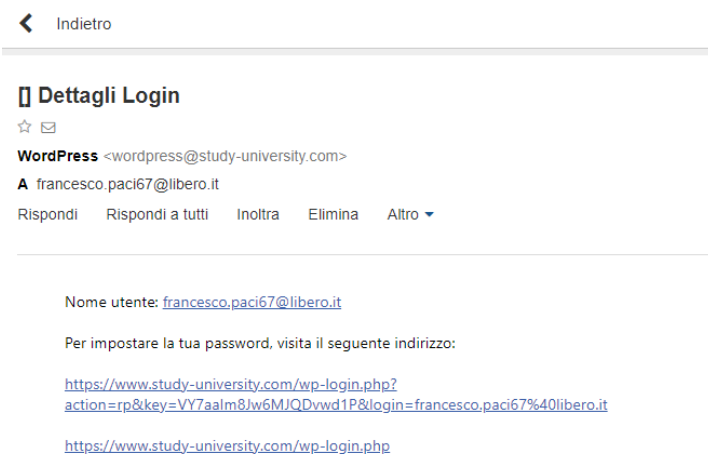 Indietro
[] Dettagli Login
WordPress <wordpress@study-university.com>
A francesco.paci67@libero.it
Rispondi Rispondi a tutti Inoltra Elimina Altro
Nome utente: francesco.paci67@libero.it
Per impostare la tua password, visita il seguente indirizzo:
https://www.study-university.com/wp-login.php?
action=rp&key=VY7aalm8Jw6MJQDvwd1P&login=francesco.paci67%40libero.it
https://www.study-university.com/wp-login.php